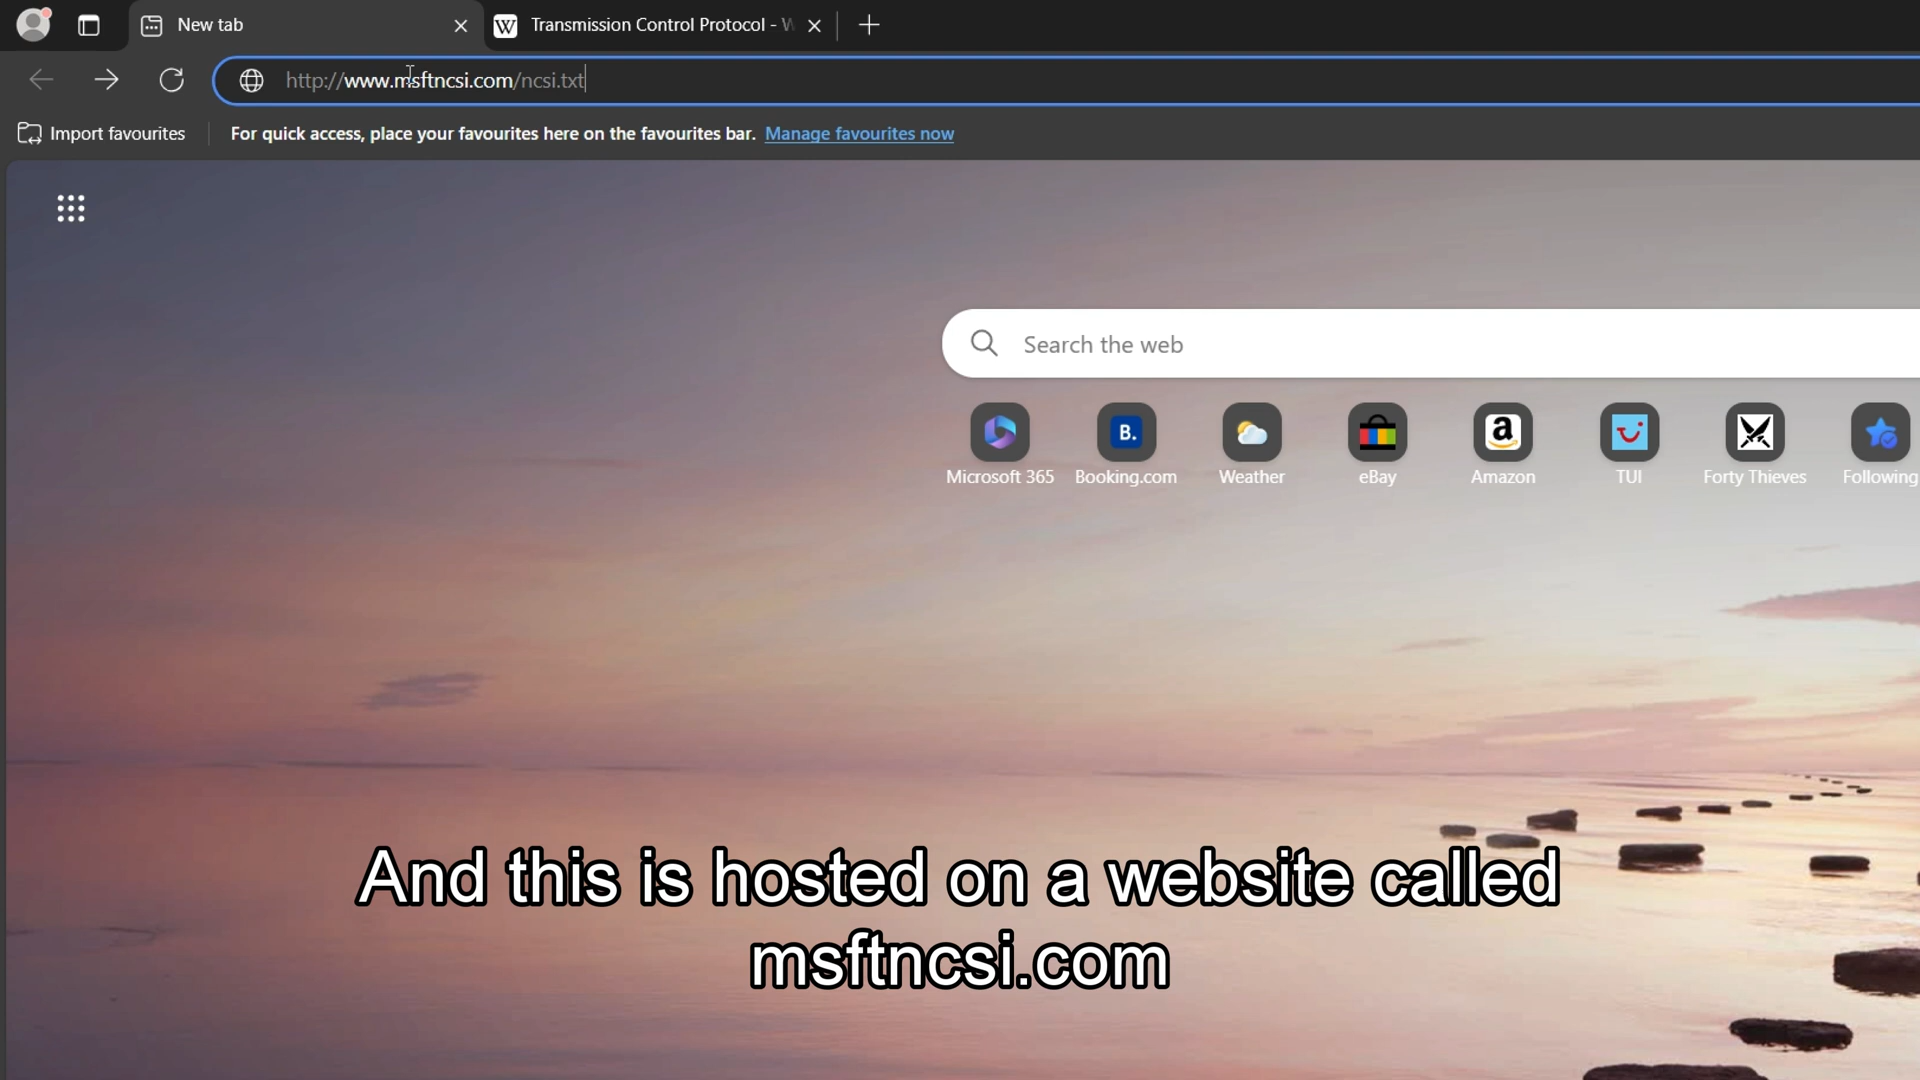 New tab
Transmission Control Protocol - W
http://www.msftncsi.com/ncsi.txt
Import favourites
For quick access, place your favourites here on the favourites bar. Manage favourites now
Search the web
B.
a
Microsoft 365 Booking.com Weather eBay Amazon TUI Forty Thieves Following
And this is hosted on a website called
msftncsi.com